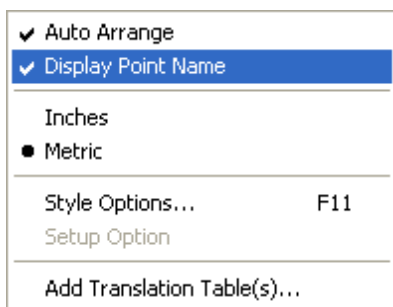 Auto Arrange
Display Point Name
Inches
Metric
Style Options... F11
Setup Option
Add Translation Table(s)...